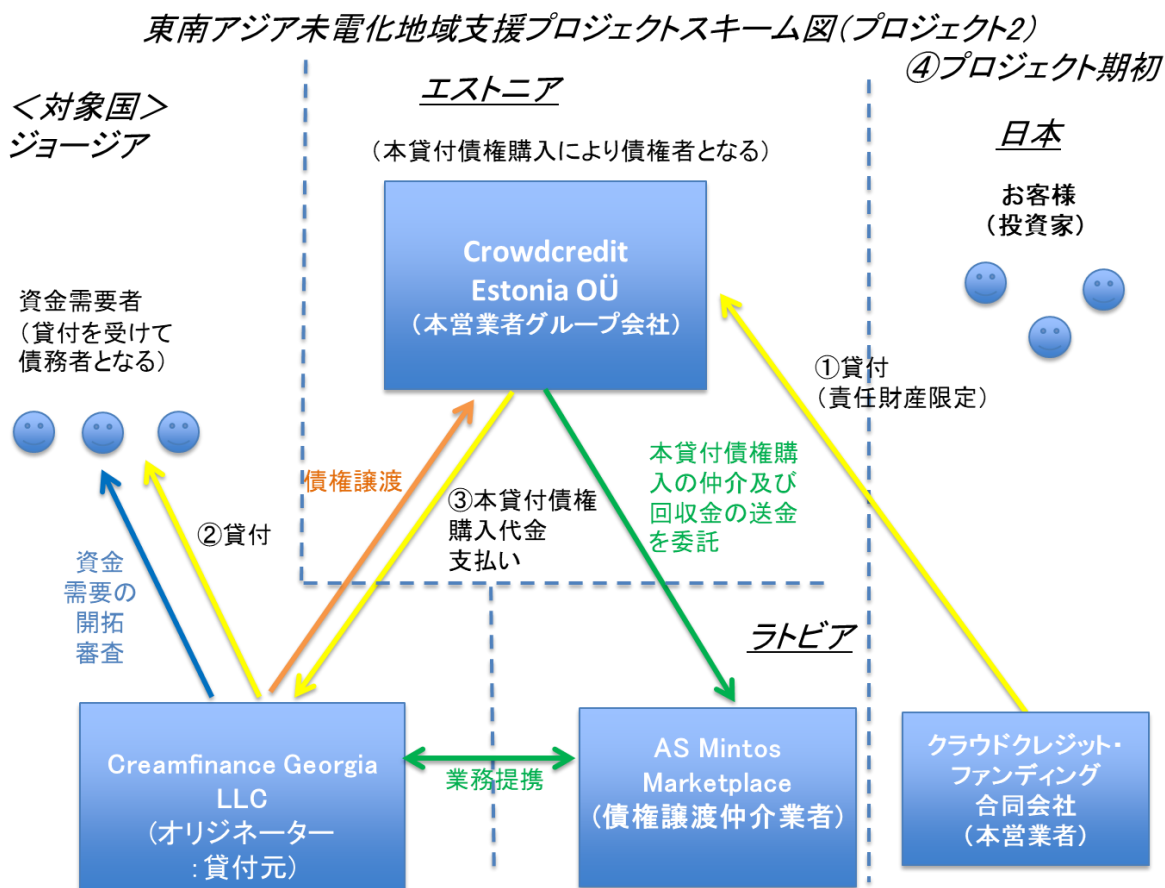 東南アジア未電化地域支援プロジェクトスキーム図(プロジェクト2)
④プロジェクト期初
<対象国>
ジョージア
エストニア
日本
(本貸付債権購入により債権者となる)
お客様
(投資家)
Crowdcredit
Estonia OÜ
(本営業者グループ会社)
資金需要者
(貸付を受けて
債務者となる)
①貸付
(責任財産限定)
債権譲渡
③本貸付債権
購入代金
支払い
本貸付債権購
入の仲介及び
回収金の送金
を委託
②貸付
資金
需要の
開拓
審査
ラトビア
Creamfinance Georgia
LLC
(オリジネーター
:貸付元)
業務提携
AS Mintos
Marketplace
(債権譲渡仲介業者)
クラウドクレジット・
ファンディング
合同会社
(本営業者)